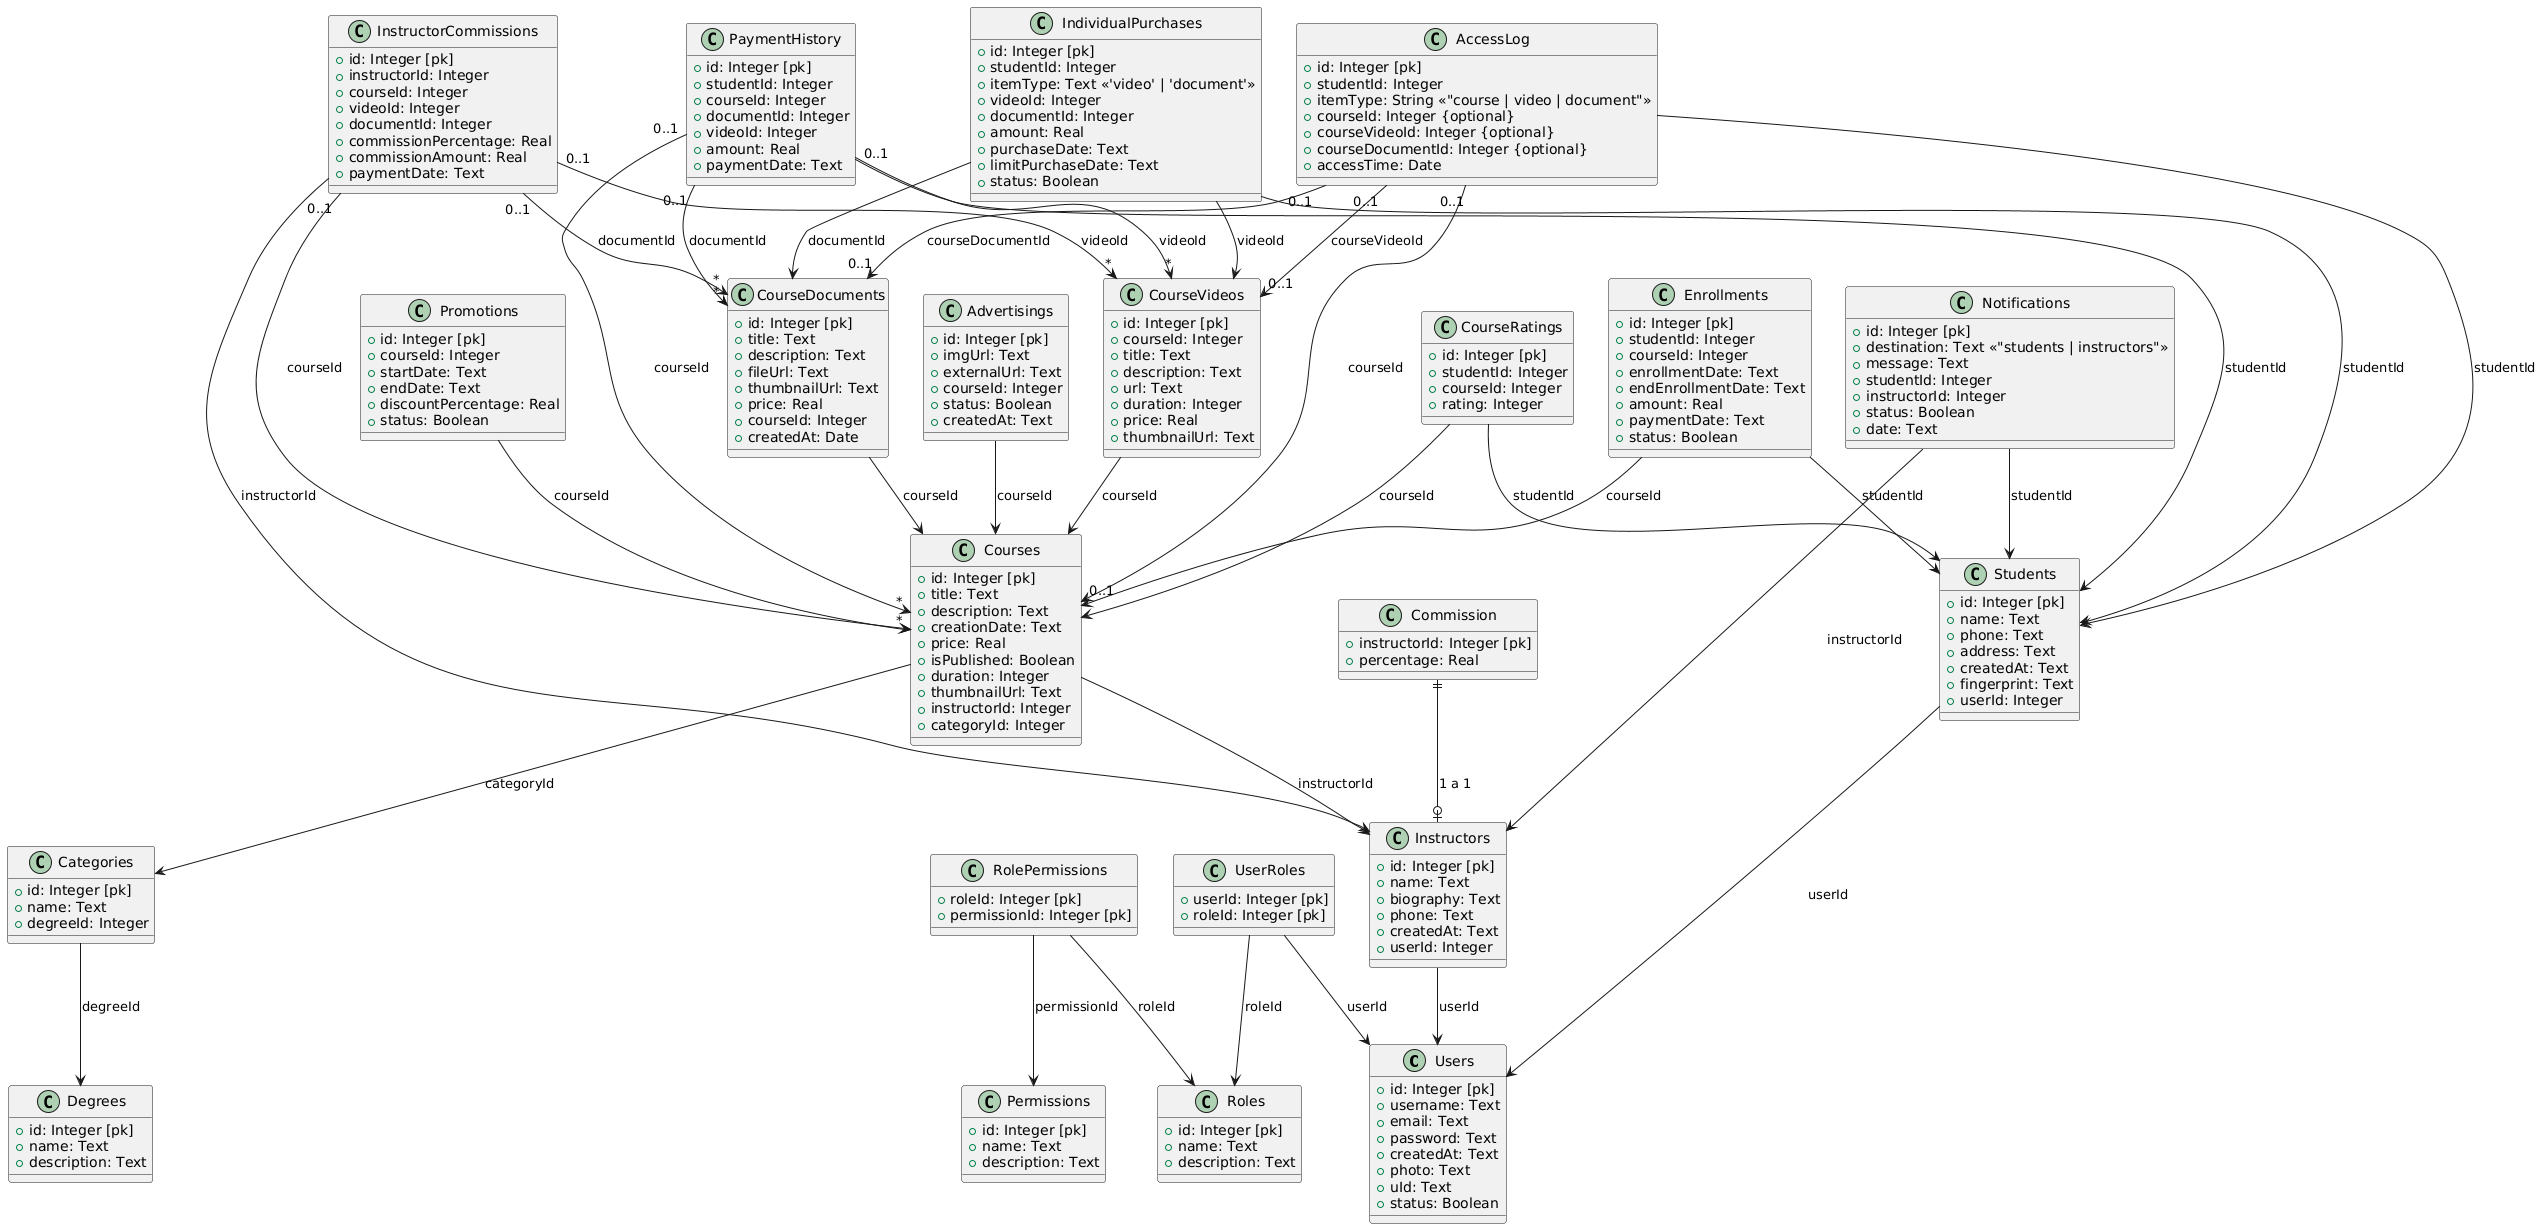 InstructorCommissions
id: Integer [pk]
instructorId: Integer
courseId: Integer
videoId: Integer
documentId: Integer
commissionPercentage: Real
commissionAmount: Real
paymentDate: Text
PaymentHistory
id: Integer [pk]
studentId: Integer
courseId: Integer
documentId: Integer
videoId: Integer
amount: Real
paymentDate: Text
IndividualPurchases
id: Integer [pk]
studentId: Integer
itemType: Text «'video' | 'document'»
videoId: Integer
documentId: Integer
amount: Real
purchaseDate: Text
limitPurchaseDate: Text
status: Boolean
AccessLog
id: Integer [pk]
studentId: Integer
itemType: String «"course | video | document"»
courseId: Integer {optional}
courseVideoId: Integer {optional}
courseDocumentId: Integer {optional}
accessTime: Date
0..1
0..1
0..1
0..1
0..1
0..1
0..1
0..1
0..1
documentId
documentId
documentId
courseDocumentId
videoId
videoId
videoId
courseVideoId
0..1
0..1
*
*
*
*
Promotions
id: Integer [pk]
courseId: Integer
startDate: Text
endDate: Text
discountPercentage: Real
status: Boolean
CourseDocuments
id: Integer [pk]
title: Text
description: Text
fileUrl: Text
thumbnailUrl: Text
price: Real
courseId: Integer
createdAt: Date
Advertisings
id: Integer [pk]
imgUrl: Text
externalUrl: Text
courseId: Integer
status: Boolean
createdAt: Text
CourseVideos
id: Integer [pk]
courseId: Integer
title: Text
description: Text
url: Text
duration: Integer
price: Real
thumbnailUrl: Text
CourseRatings
id: Integer [pk]
studentId: Integer
courseId: Integer
rating: Integer
Enrollments
id: Integer [pk]
studentId: Integer
courseId: Integer
enrollmentDate: Text
endEnrollmentDate: Text
amount: Real
paymentDate: Text
status: Boolean
Notifications
id: Integer [pk]
destination: Text «"students | instructors"»
message: Text
studentId: Integer
instructorId: Integer
status: Boolean
date: Text
courseId
courseId
courseId
studentId
studentId
studentId
instructorId
courseId
courseId
courseId
courseId
courseId
studentId
courseId
studentId
studentId
Courses
id: Integer [pk]
title: Text
description: Text
creationDate: Text
price: Real
isPublished: Boolean
duration: Integer
thumbnailUrl: Text
instructorId: Integer
categoryId: Integer
*
*
0..1
Commission
instructorId: Integer [pk]
percentage: Real
Students
id: Integer [pk]
name: Text
phone: Text
address: Text
createdAt: Text
fingerprint: Text
userId: Integer
instructorId
categoryId
instructorId
1 a 1
Categories
id: Integer [pk]
name: Text
degreeId: Integer
RolePermissions
roleId: Integer [pk]
permissionId: Integer [pk]
UserRoles
userId: Integer [pk]
roleId: Integer [pk]
Instructors
id: Integer [pk]
name: Text
biography: Text
phone: Text
createdAt: Text
userId: Integer
userId
degreeId
permissionId
roleId
roleId
userId
userId
Degrees
id: Integer [pk]
name: Text
description: Text
Permissions
id: Integer [pk]
name: Text
description: Text
Roles
id: Integer [pk]
name: Text
description: Text
Users
id: Integer [pk]
username: Text
email: Text
password: Text
createdAt: Text
photo: Text
uId: Text
status: Boolean